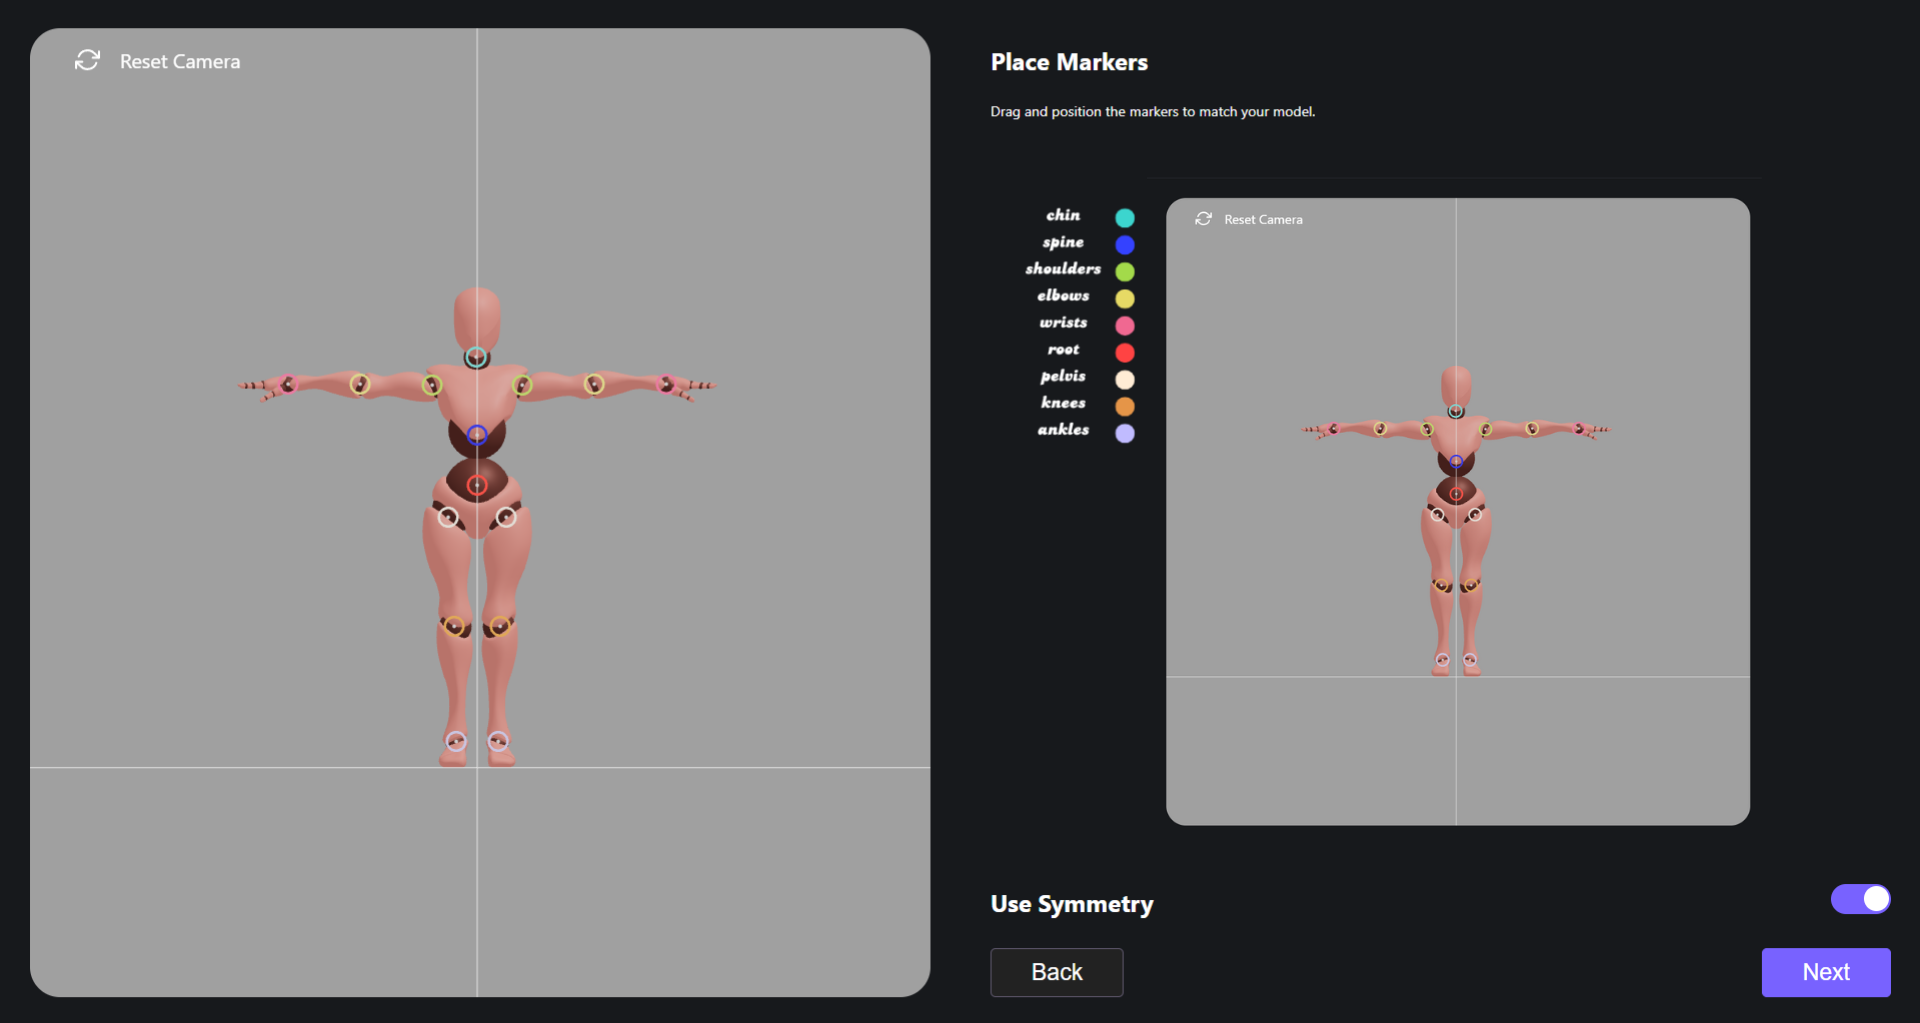 Reset Camera
Place Markers
Drag and position the markers to match your model.
chin
spine
shoulders
elbows
wrists
root
pelvis
knees
ankles
Reset Camera
Use Symmetry
Back
Next